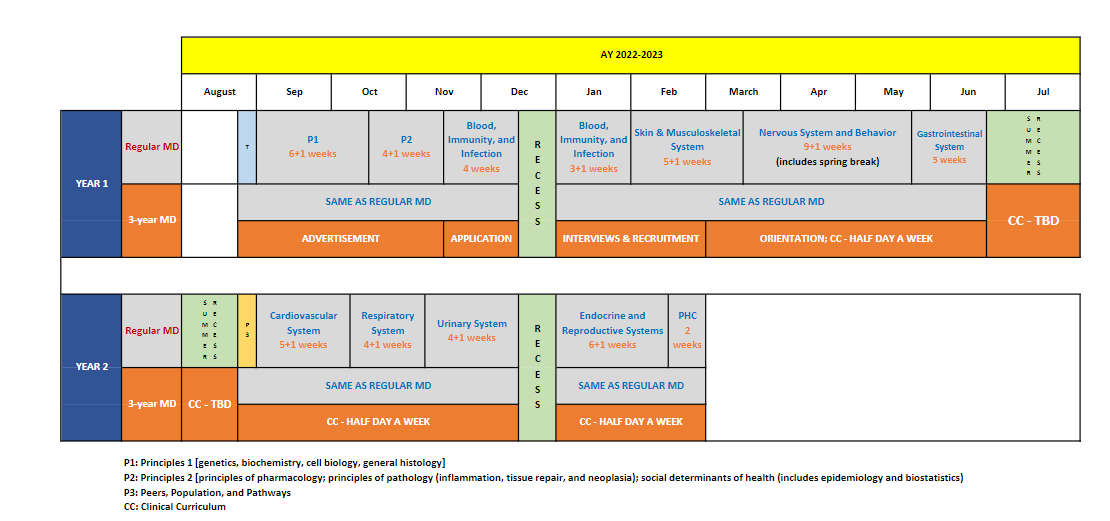 AY 2022-2023
August
Sep
Oct
Nov
Dec
Jan
Feb
March
Apr
May
Jun
Jul
YEAR 1
Regular MD
T
P1
6+1 weeks
P2
4+1 weeks
Blood,
Immunity, and
Infection
4 weeks
R
E
C
E
S
S
Blood,
Immunity, and
Infection
3+1 weeks
Skin & Musculoskeletal
System
5+1 weeks
Nervous System and Behavior
9+1 weeks
(includes spring break)
Gastrointestinal
System
5 weeks
S R
U E
M C
M E
E S
R S
3-year MD
SAME AS REGULAR MD
SAME AS REGULAR MD
CC - TBD
ADVERTISEMENT
APPLICATION
INTERVIEWS & RECRUITMENT
ORIENTATION; CC - HALF DAY A WEEK
YEAR 2
Regular MD
S R
U E
M C
M E
E S
R S
P
3
Cardiovascular
System
5+1 weeks
Respiratory
System
4+1 weeks
Urinary System
4+1 weeks
R
E
C
E
S
S
Endocrine and
Reproductive Systems
6+1 weeks
PHC
2
weeks
3-year MD
CC - TBD
SAME AS REGULAR MD
SAME AS REGULAR MD
CC - HALF DAY A WEEK
CC - HALF DAY A WEEK
P1: Principles 1 [genetics, biochemistry, cell biology, general histology]
P2: Principles 2 [principles of pharmacology; principles of pathology (inflammation, tissue repair, and neoplasia); social determinants of health (includes epidemiology and biostatistics)
P3: Peers, Population, and Pathways
CC: Clinical Curriculum